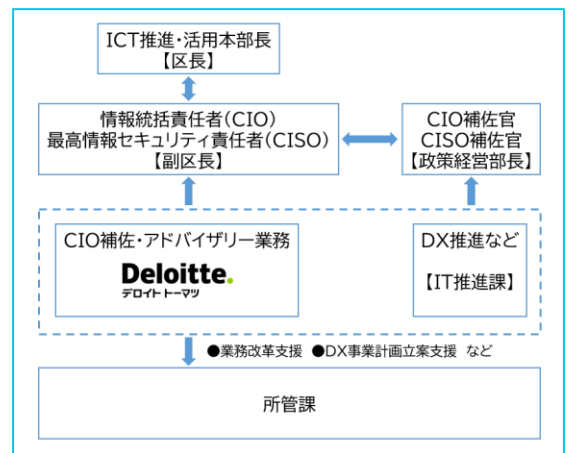 ICT推進・活用本部長
【区長】
情報統括責任者(CIO)
最高情報セキュリティ責任者(CISO)
【副区長】
CIO補佐官
CISO補佐官
【政策経営部長】
CIO補佐・アドバイザリー業務
Deloitte.
デロイト トーマツ
DX推進など
【IT推進課】
●業務改革支援 ●DX事業計画立案支援 など
所管課